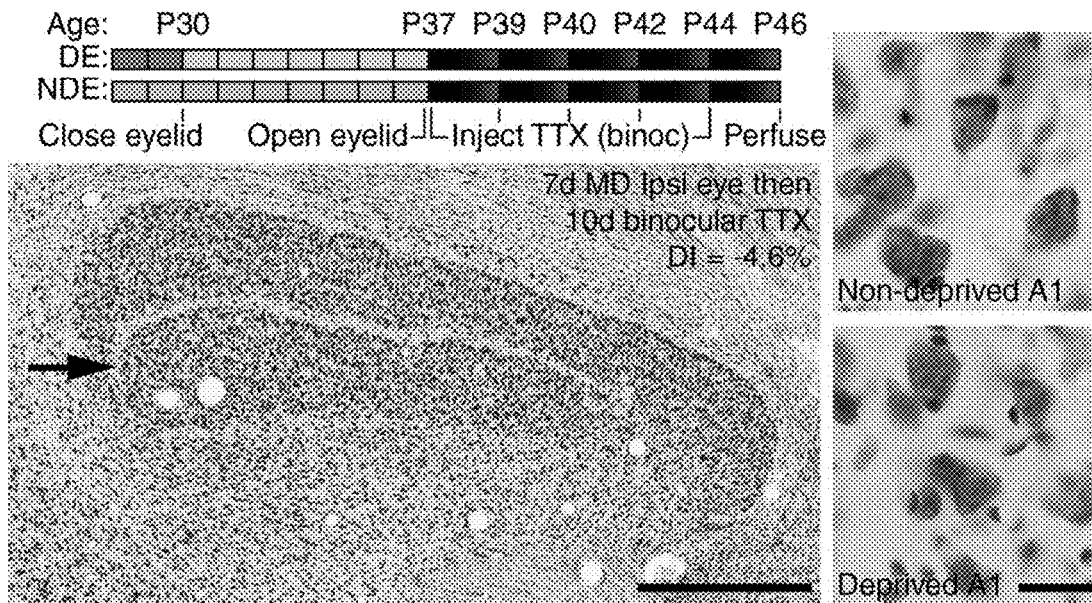 Age: P30 P37 P39 P40 P42 P44 P46
DE:
NDE:
Close eyelid Open eyelid Inject TTX (binoc) Perfuse
7d MD Ipsi eye then
10d binocular TTX
DI = -4.6%
Non-deprived A1
Deprived A1